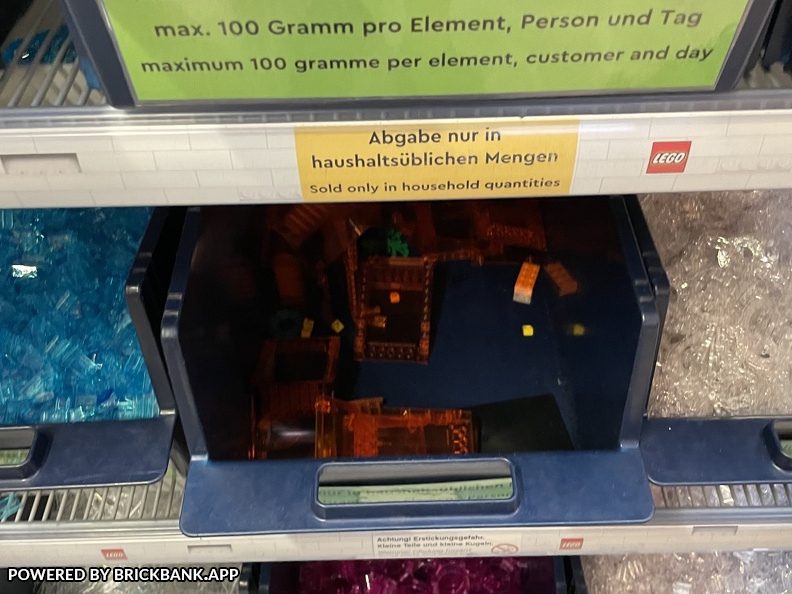 max. 100 Gramm pro Element, Person und Tag
maximum 100 gramme per element, customer and day
Abgabe nur in
haushaltsüblichen Mengen
Sold only in household quantities
LEGO
LEGO
Achtung! Erstickungsgefahr.
Kleine Teile und kleine Kugeln.
LEGO
POWERED BY BRICKBANK.APP